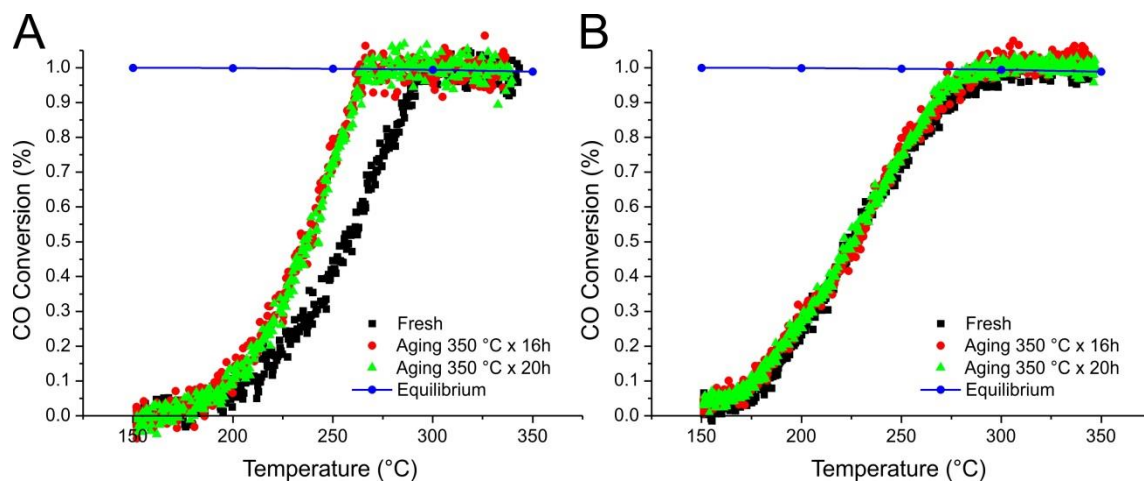 A
CO Conversion (%)
1.0
0.9
0.8
0.7
0.6
0.5
0.4
0.3
0.2
0.1
0.0
Fresh
Aging 350 °C x 16h
Aging 350 °C x 20h
Equilibrium
150 200 250 300 350
Temperature (°C)
B
CO Conversion (%)
1.0
0.9
0.8
0.7
0.6
0.5
0.4
0.3
0.2
0.1
0.0
Fresh
Aging 350 °C x 16h
Aging 350 °C x 20h
Equilibrium
150 200 250 300 350
Temperature (°C)